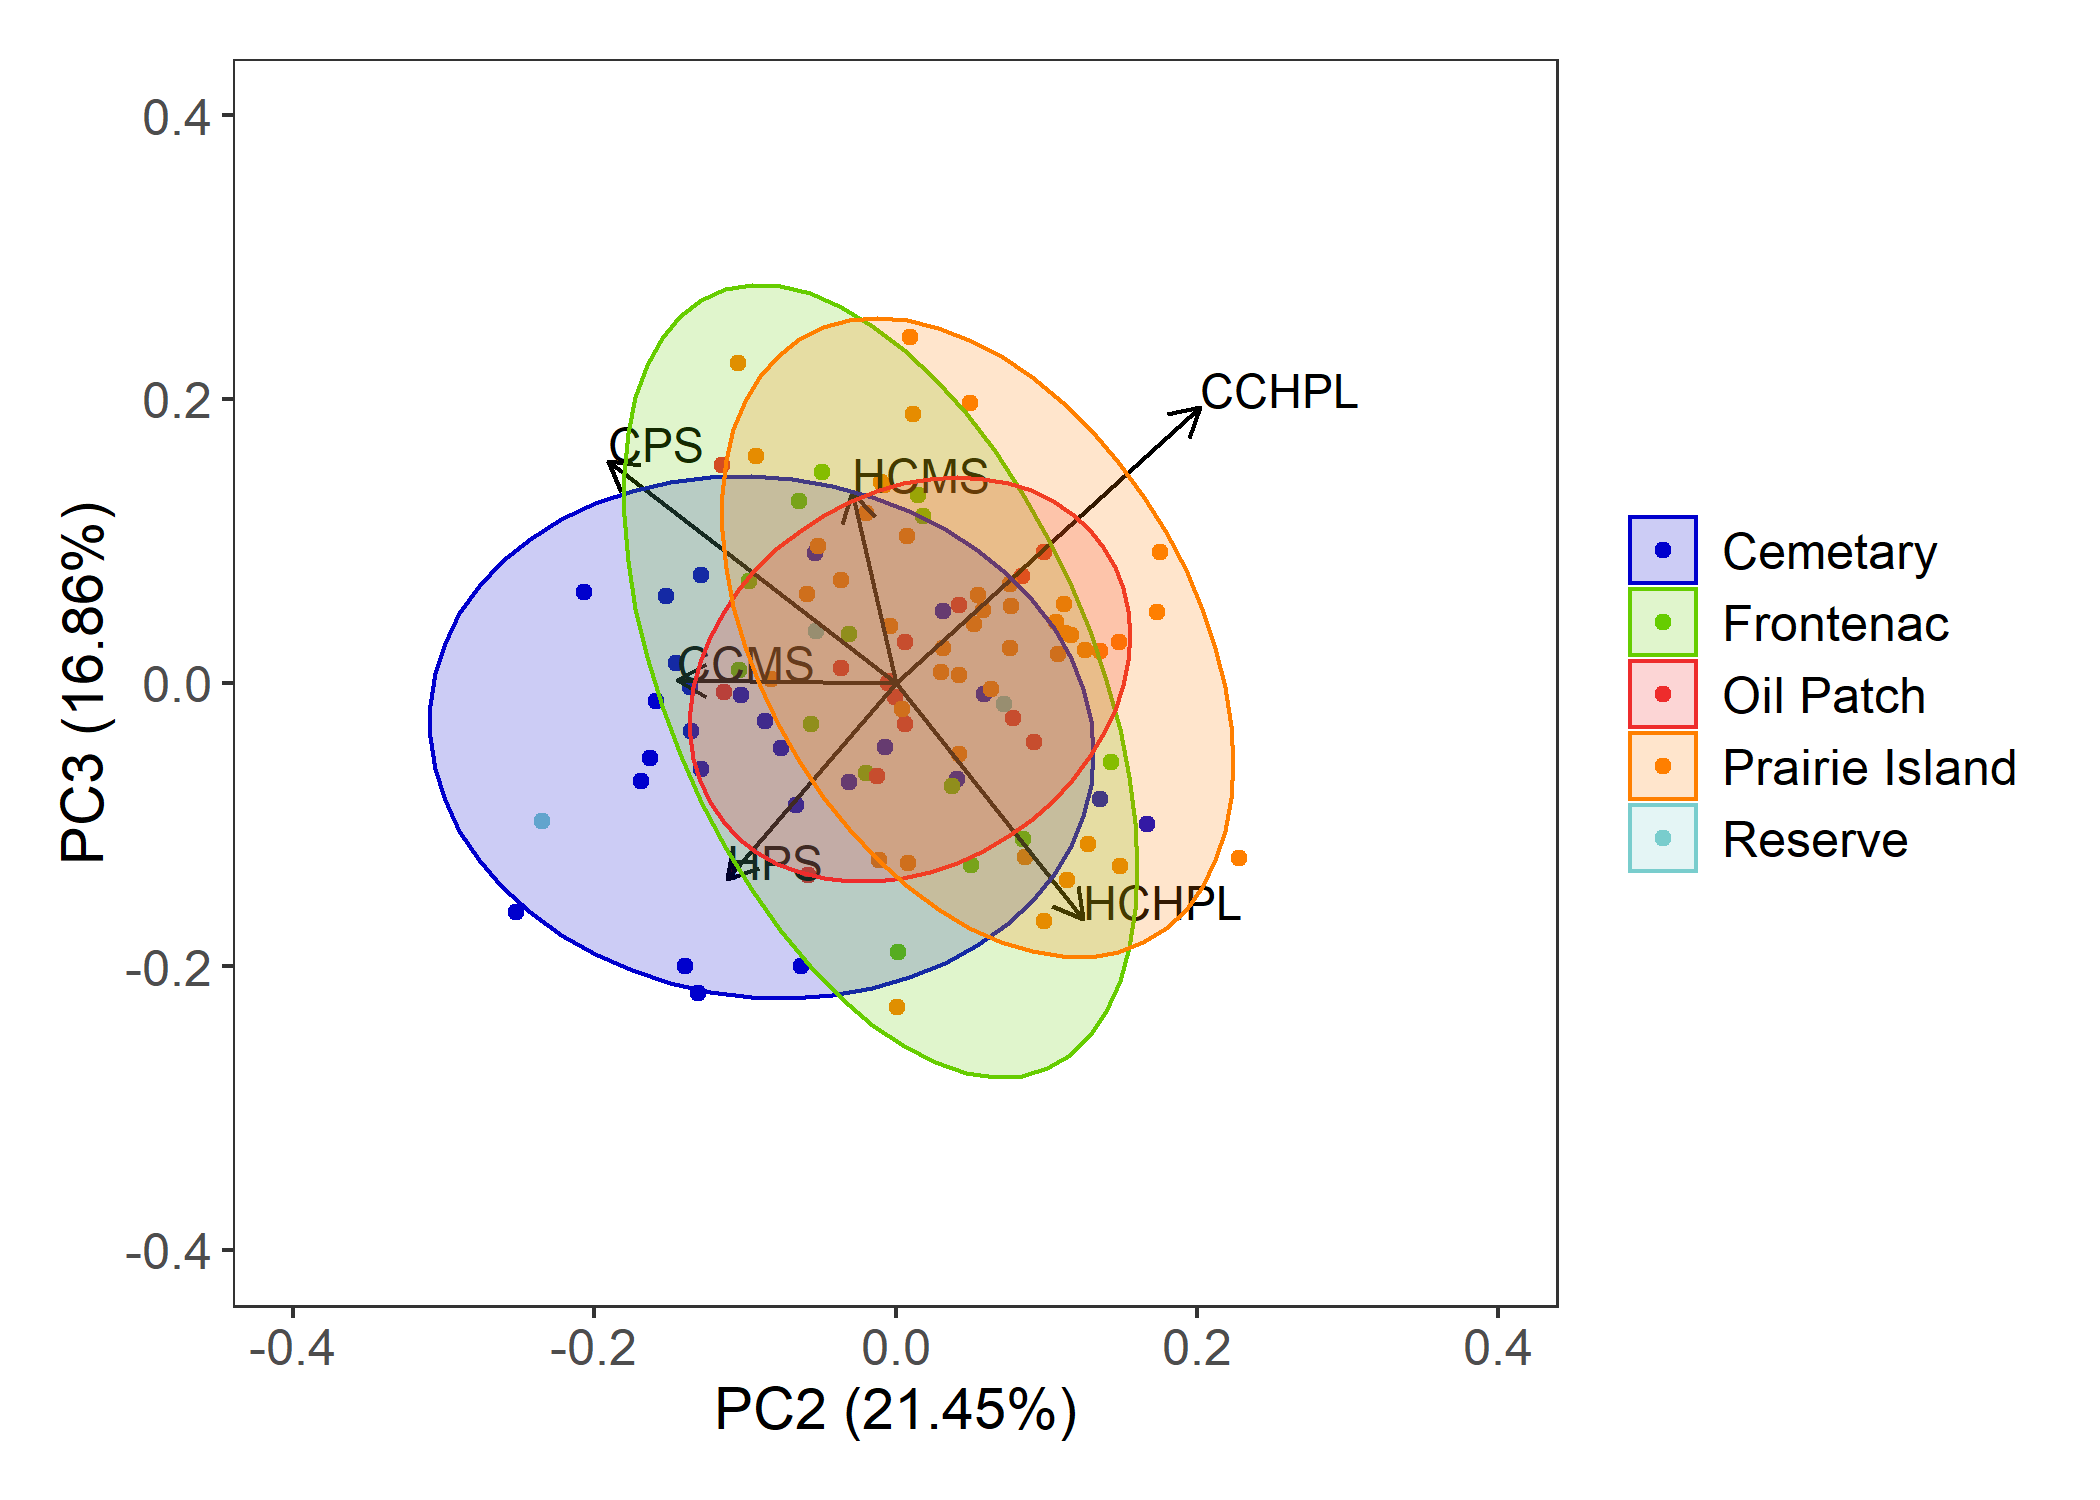 0.4
0.2
0.0
-0.2
-0.4
PC3 (16.86%)
CCHPL
CPS
HCMS
CCMS
HPS
HCHPL
-0.4
-0.2
0.0
0.2
0.4
PC2 (21.45%)
Cemetary
Frontenac
Oil Patch
Prairie Island
Reserve